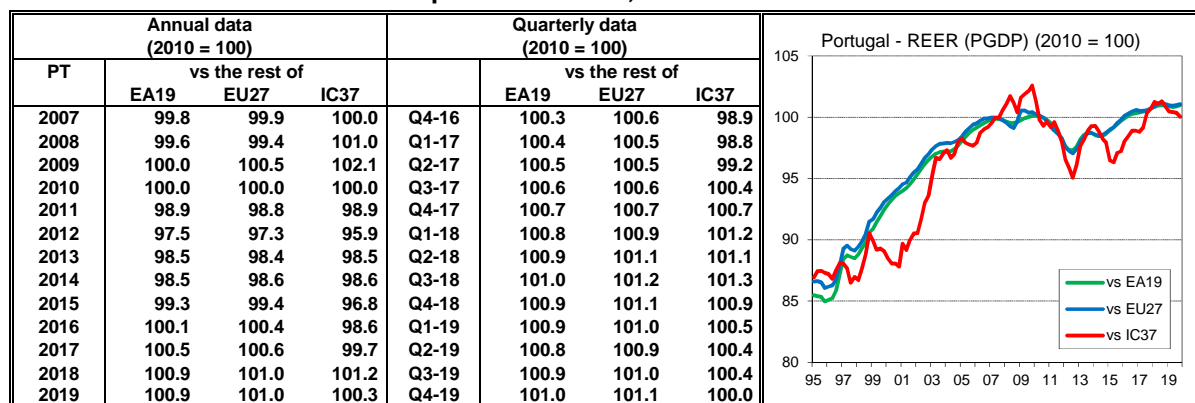 Annual data Quarterly data
(2010 = 100) (2010 = 100)
PT vs the rest of vs the rest of
EA19 EU27 IC37 EA19 EU27 IC37
2007 99.8 99.9 100.0 Q4-16 100.3 100.6 98.9
2008 99.6 99.4 101.0 Q1-17 100.4 100.5 98.8
2009 100.0 100.5 102.1 Q2-17 100.5 100.5 99.2
2010 100.0 100.0 100.0 Q3-17 100.6 100.6 100.4
2011 98.9 98.8 98.9 Q4-17 100.7 100.7 100.7
2012 97.5 97.3 95.9 Q1-18 100.8 100.9 101.2
2013 98.5 98.4 98.5 Q2-18 100.9 101.1 101.1
2014 98.5 98.6 98.6 Q3-18 101.0 101.2 101.3
2015 99.3 99.4 96.8 Q4-18 100.9 101.1 100.9
2016 100.1 100.4 98.6 Q1-19 100.9 101.0 100.5
2017 100.5 100.6 99.7 Q2-19 100.8 100.9 100.4
2018 100.9 101.0 101.2 Q3-19 100.9 101.0 100.4
2019 100.9 101.0 100.3 Q4-19 101.0 101.1 100.0
Portugal - REER (PGDP) (2010 = 100)
105
100
95
90
85
80
vs EA19
vs EU27
vs IC37
95 97 99 01 03 05 07 09 11 13 15 17 19